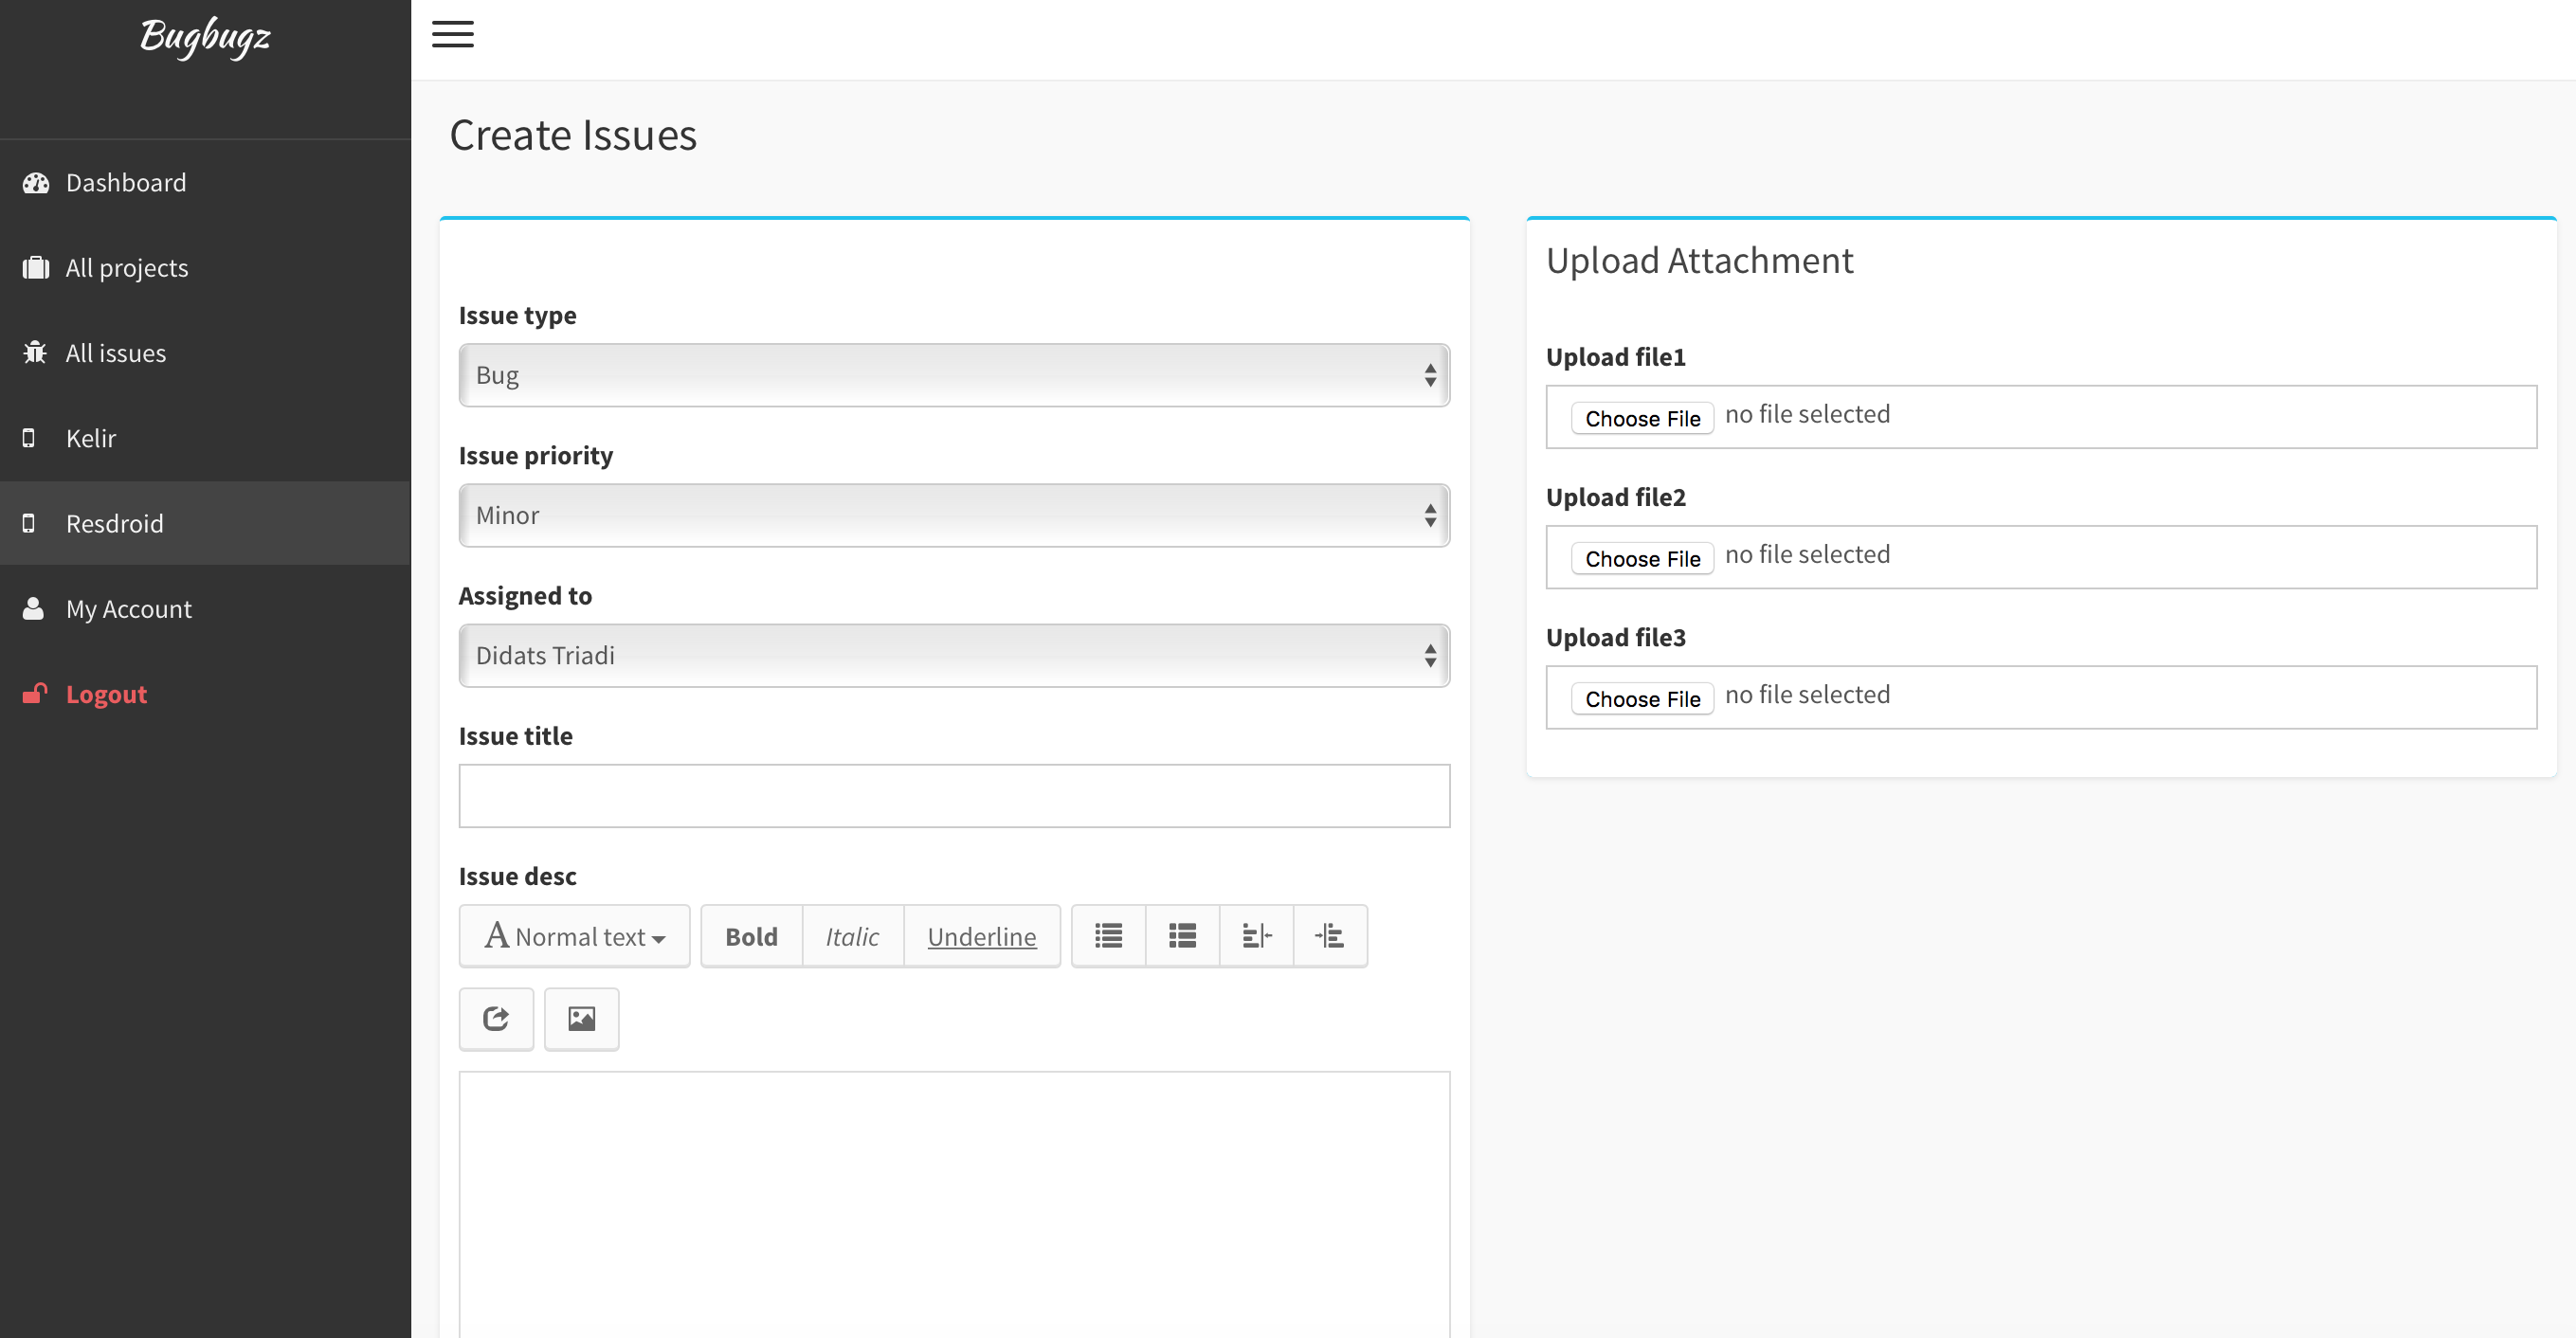 Bugbugz
Dashboard
All projects
All issues
Kelir
Resdroid
My Account
Logout
Create Issues
Issue type
Bug
Issue priority
Minor
Assigned to
Didats Triadi
Issue title
Issue desc
A Normal text
Bold
Italic
Underline
Upload Attachment
Upload file1
Choose File no file selected
Upload file2
Choose File no file selected
Upload file3
Choose File no file selected